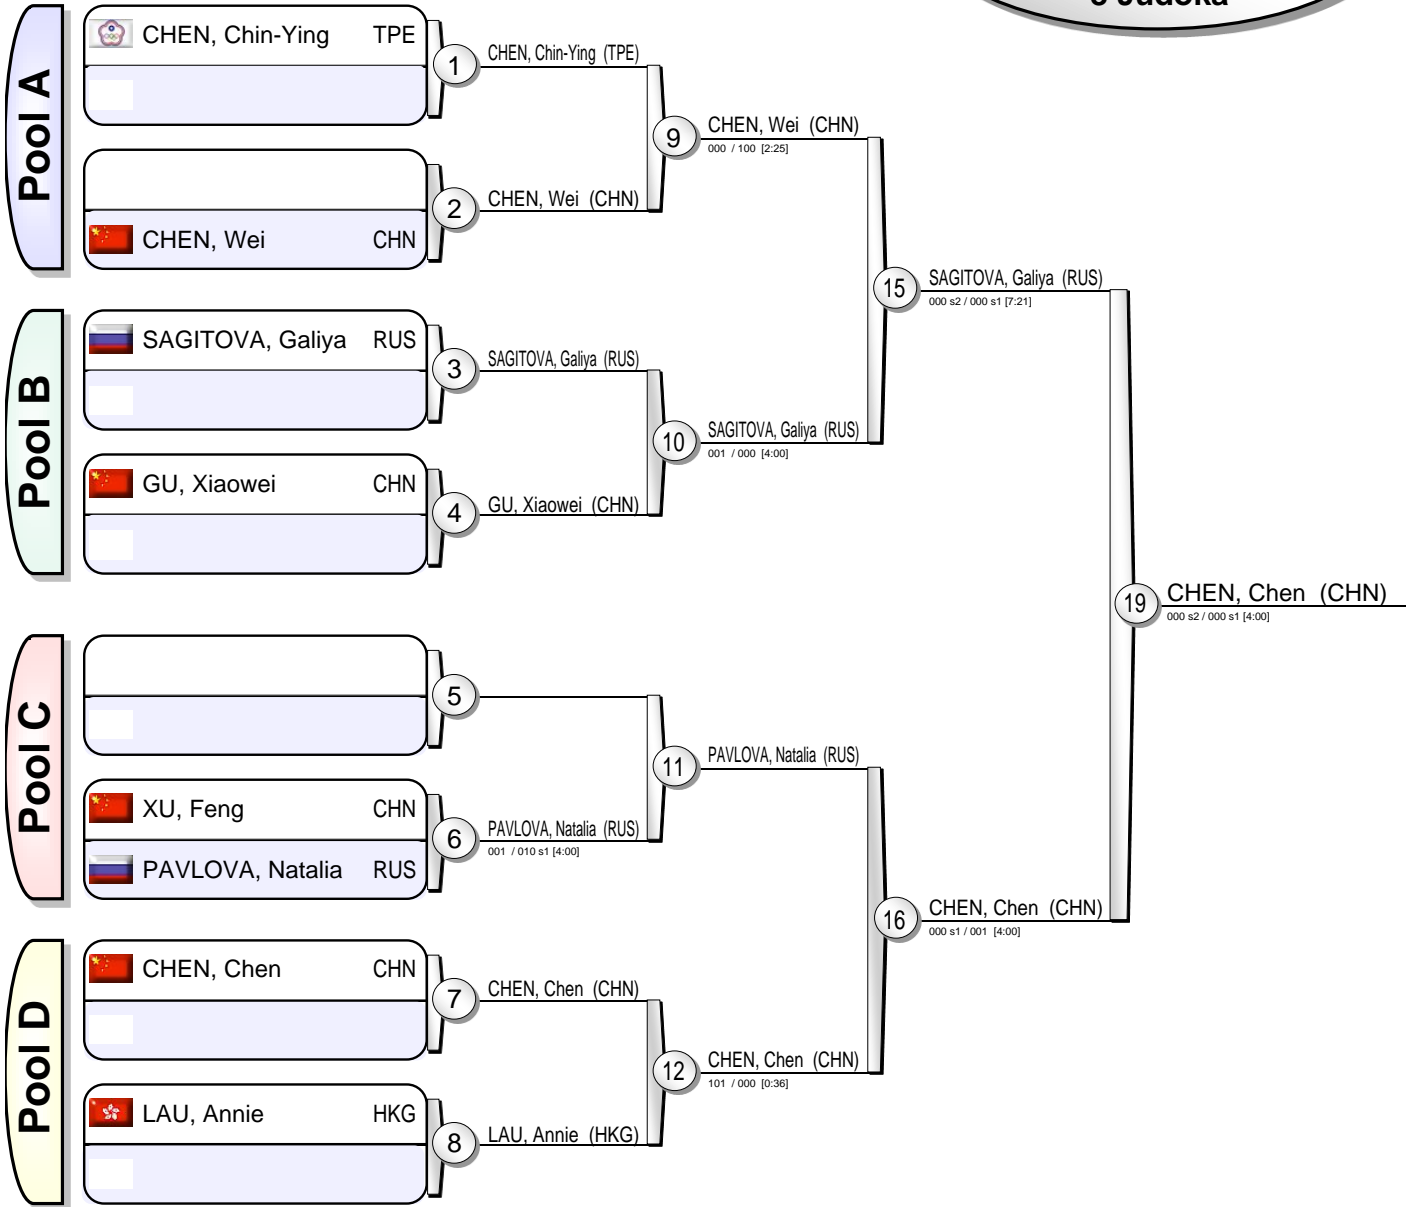 8 Judoka
Pool A
CHEN, Chin-Ying TPE
CHEN, Wei CHN
1
CHEN, Chin-Ying (TPE)
2
CHEN, Wei (CHN)
9
CHEN, Wei (CHN)
000 / 100 [2:25]
Pool B
SAGITOVA, Galiya RUS
GU, Xiaowei CHN
3
SAGITOVA, Galiya (RUS)
4
GU, Xiaowei (CHN)
10
SAGITOVA, Galiya (RUS)
001 / 000 [4:00]
15
SAGITOVA, Galiya (RUS)
000 s2 / 000 s1 [7:21]
Pool C
XU, Feng CHN
PAVLOVA, Natalia RUS
5
6
PAVLOVA, Natalia (RUS)
001 / 010 s1 [4:00]
11
PAVLOVA, Natalia (RUS)
Pool D
CHEN, Chen CHN
LAU, Annie HKG
7
CHEN, Chen (CHN)
8
LAU, Annie (HKG)
12
CHEN, Chen (CHN)
101 / 000 [0:36]
16
CHEN, Chen (CHN)
000 s1 / 001 [4:00]
19
CHEN, Chen (CHN)
000 s2 / 000 s1 [4:00]